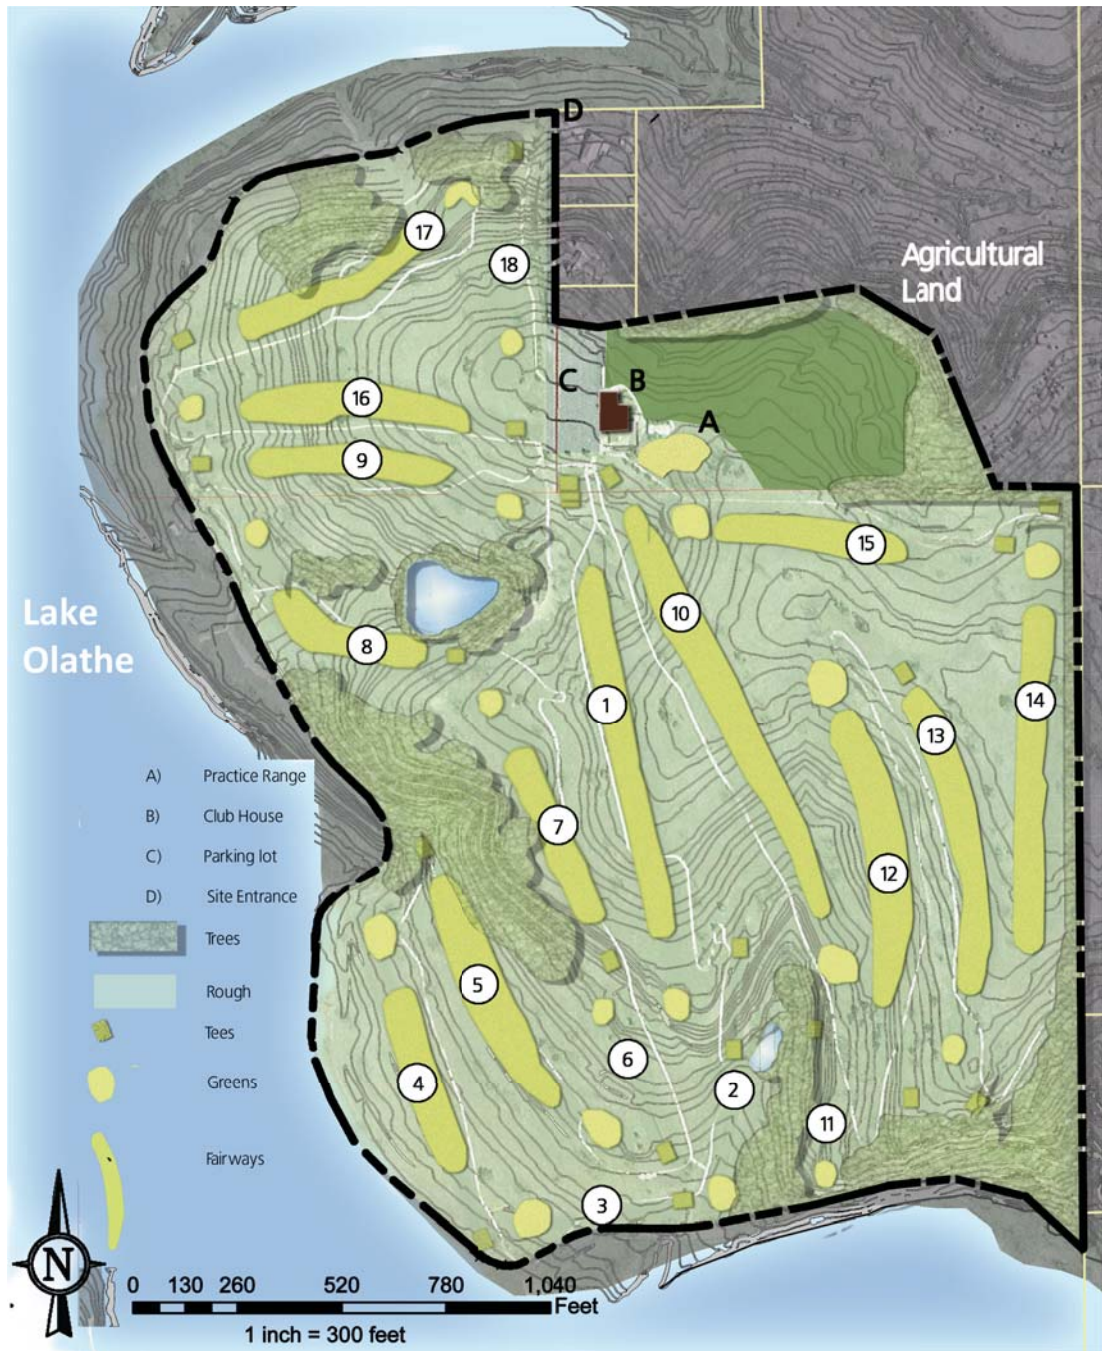 D
17
18
Agricultural
Land
C
B
A
16
9
15
10
Lake
Olathe
8
1
14
13
7
12
A) Practice Range
B) Club House
C) Parking lot
D) Site Entrance
Trees
Rough
Tees
Greens
Fairways
5
4
6
2
11
3
N
0 130 260 520 780 1,040
Feet
1 inch = 300 feet